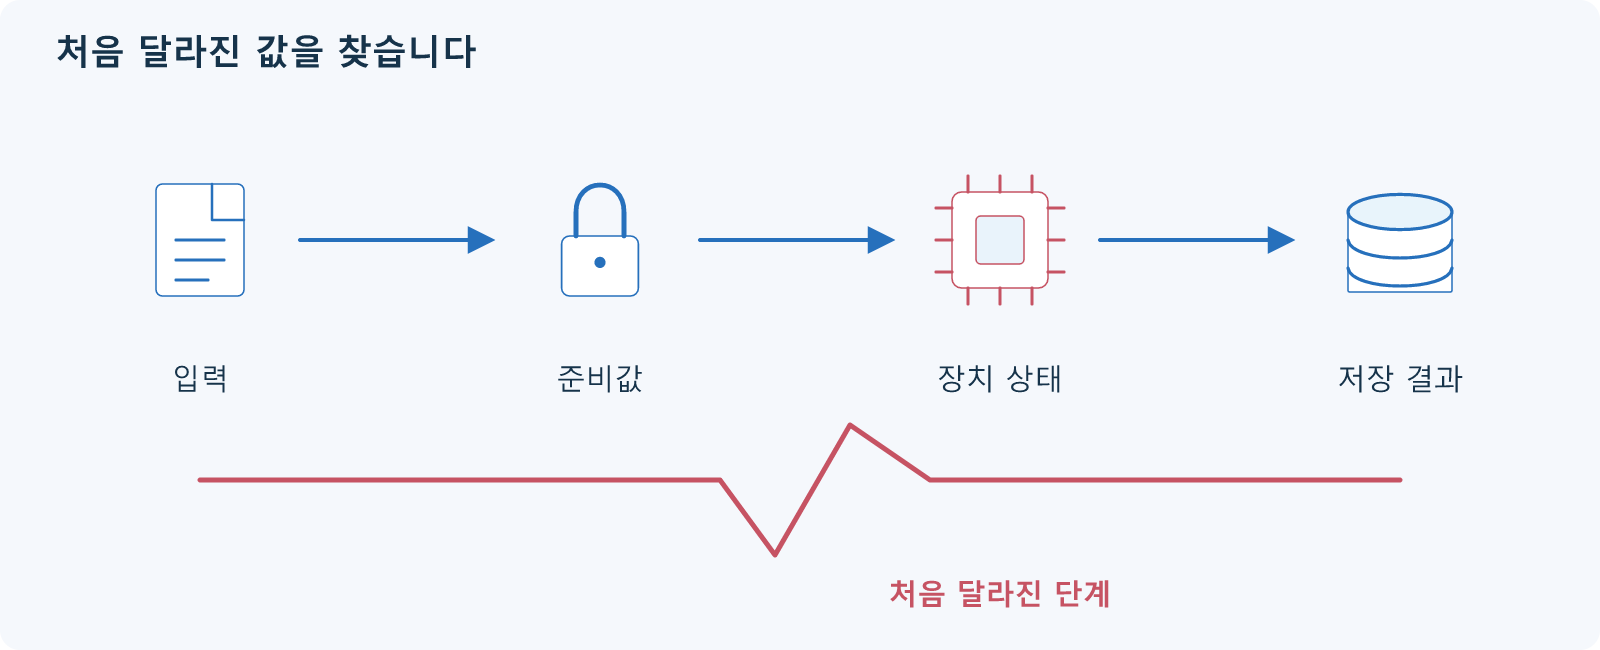 처음 달라진 값을 찾습니다
입력
준비값
장치 상태
저장 결과
처음 달라진 단계